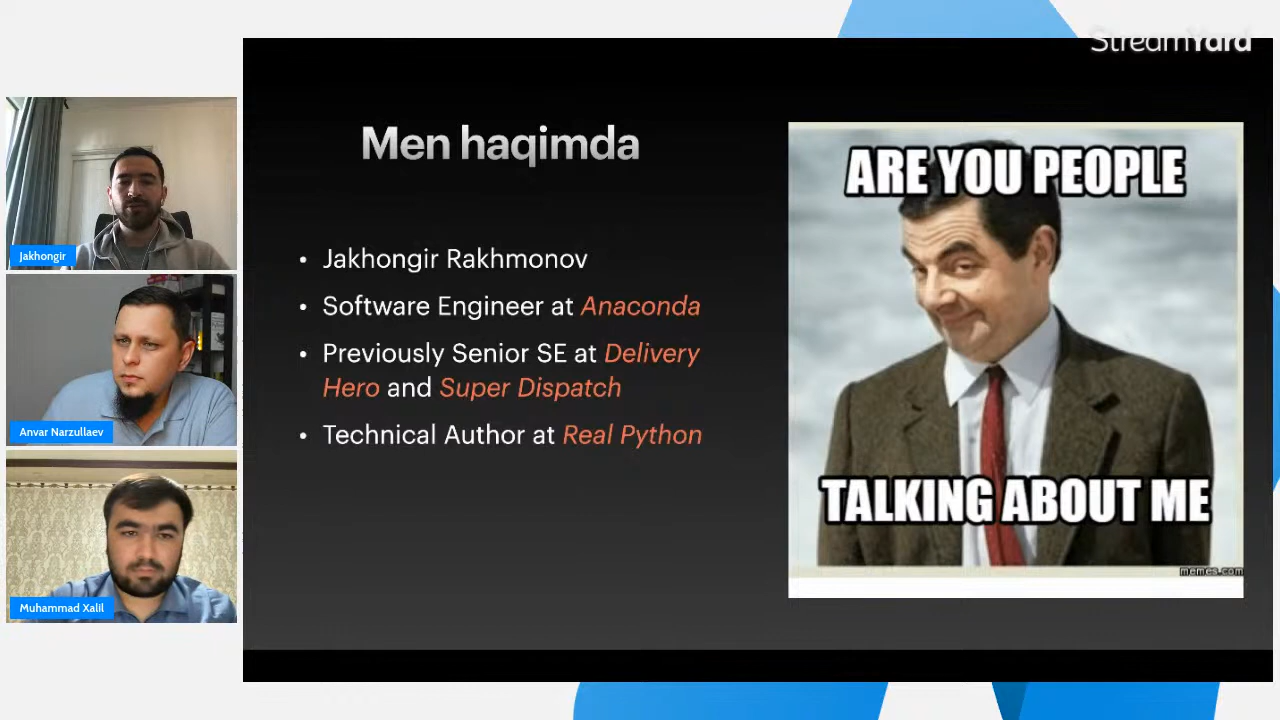 StreamYard
Men haqimda
• Jakhongir Rakhmonov
• Software Engineer at Anaconda
• Previously Senior SE at Delivery
Hero and Super Dispatch
• Technical Author at Real Python
ARE YOU PEOPLE
TALKING ABOUT ME
memes.com
Jakhongir
Anvar Narzullaev
Muhammad Xalil